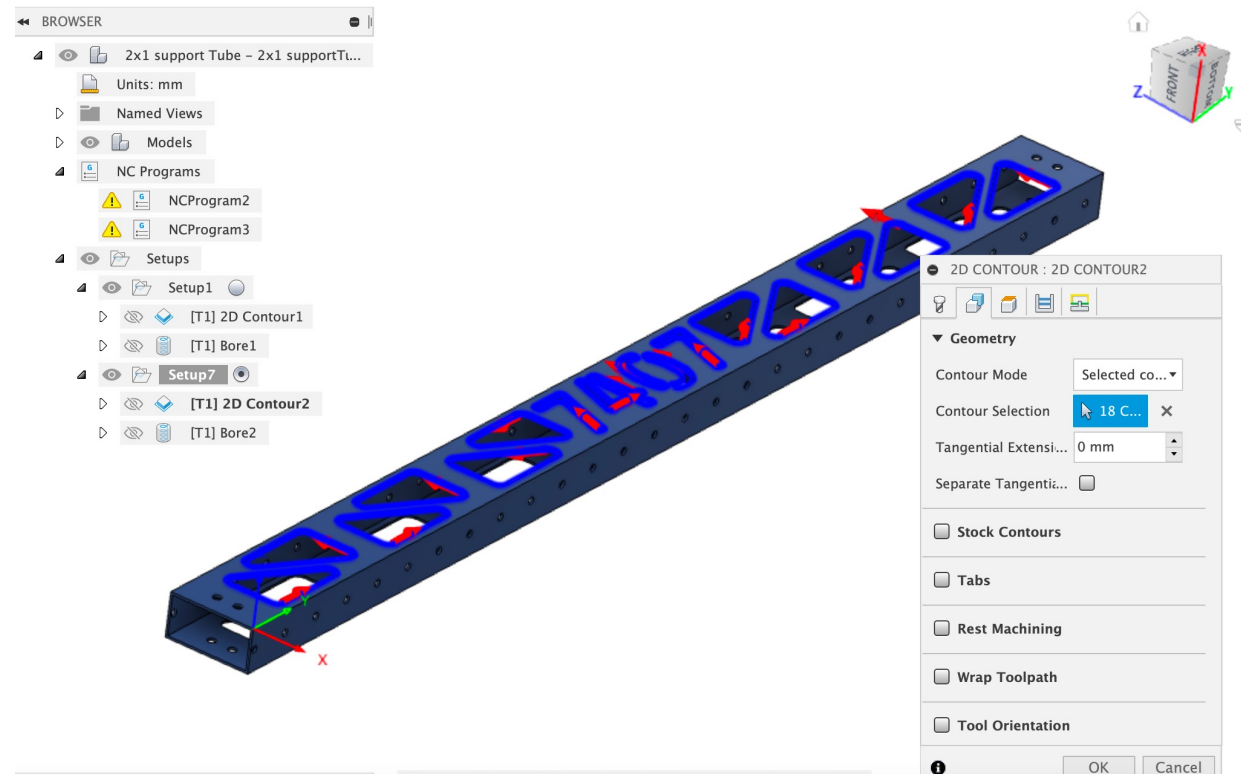 BROWSER
2x1 support Tube – 2x1 supportTu...
Units: mm
Named Views
Models
NC Programs
NCProgram2
NCProgram3
Setups
Setup1
[T1] 2D Contour1
[T1] Bore1
Setup7
[T1] 2D Contour2
[T1] Bore2
7407
X
Y
X
Z
Y
FRONT
BOTTOM
2D CONTOUR : 2D CONTOUR2
Geometry
Contour Mode
Selected co...
Contour Selection
18 C...
Tangential Extensi...
0 mm
Separate Tangentia...
Stock Contours
Tabs
Rest Machining
Wrap Toolpath
Tool Orientation
OK
Cancel